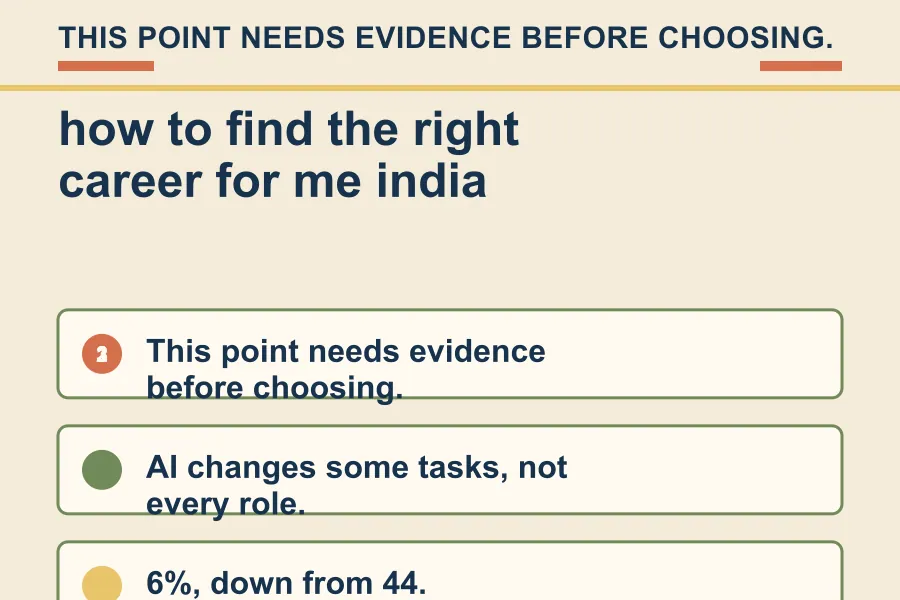 THIS POINT NEEDS EVIDENCE BEFORE CHOOSING.
how to find the right
career for me india
This point needs evidence
before choosing.
AI changes some tasks, not
every role.
6%, down from 44.